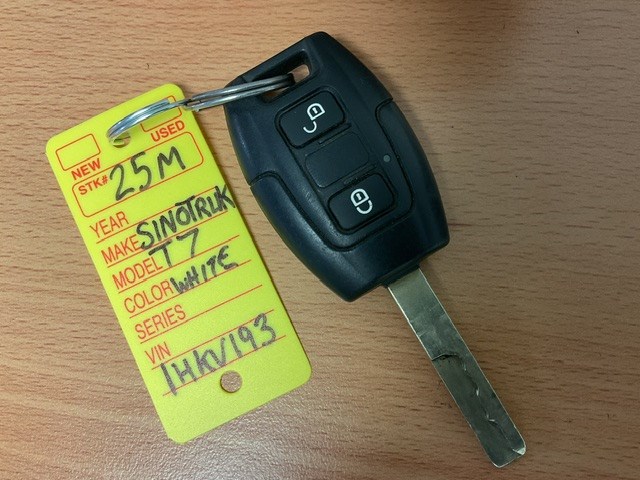 NEW USED
STK# 25M
YEAR
MAKE SINOTRUK
MODEL T7
COLOR WHITE
SERIES
VIN
1HKV193